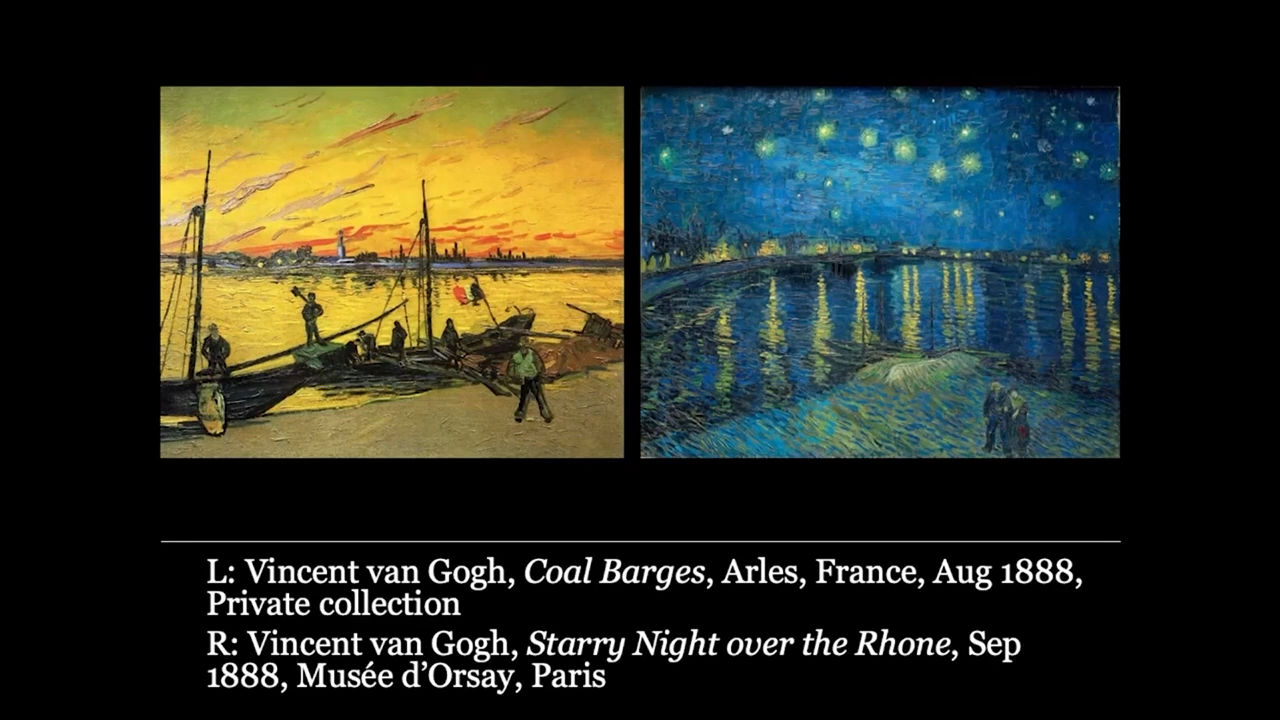 L: Vincent van Gogh, Coal Barges, Arles, France, Aug 1888,
Private collection
R: Vincent van Gogh, Starry Night over the Rhone, Sep
1888, Musée d’Orsay, Paris